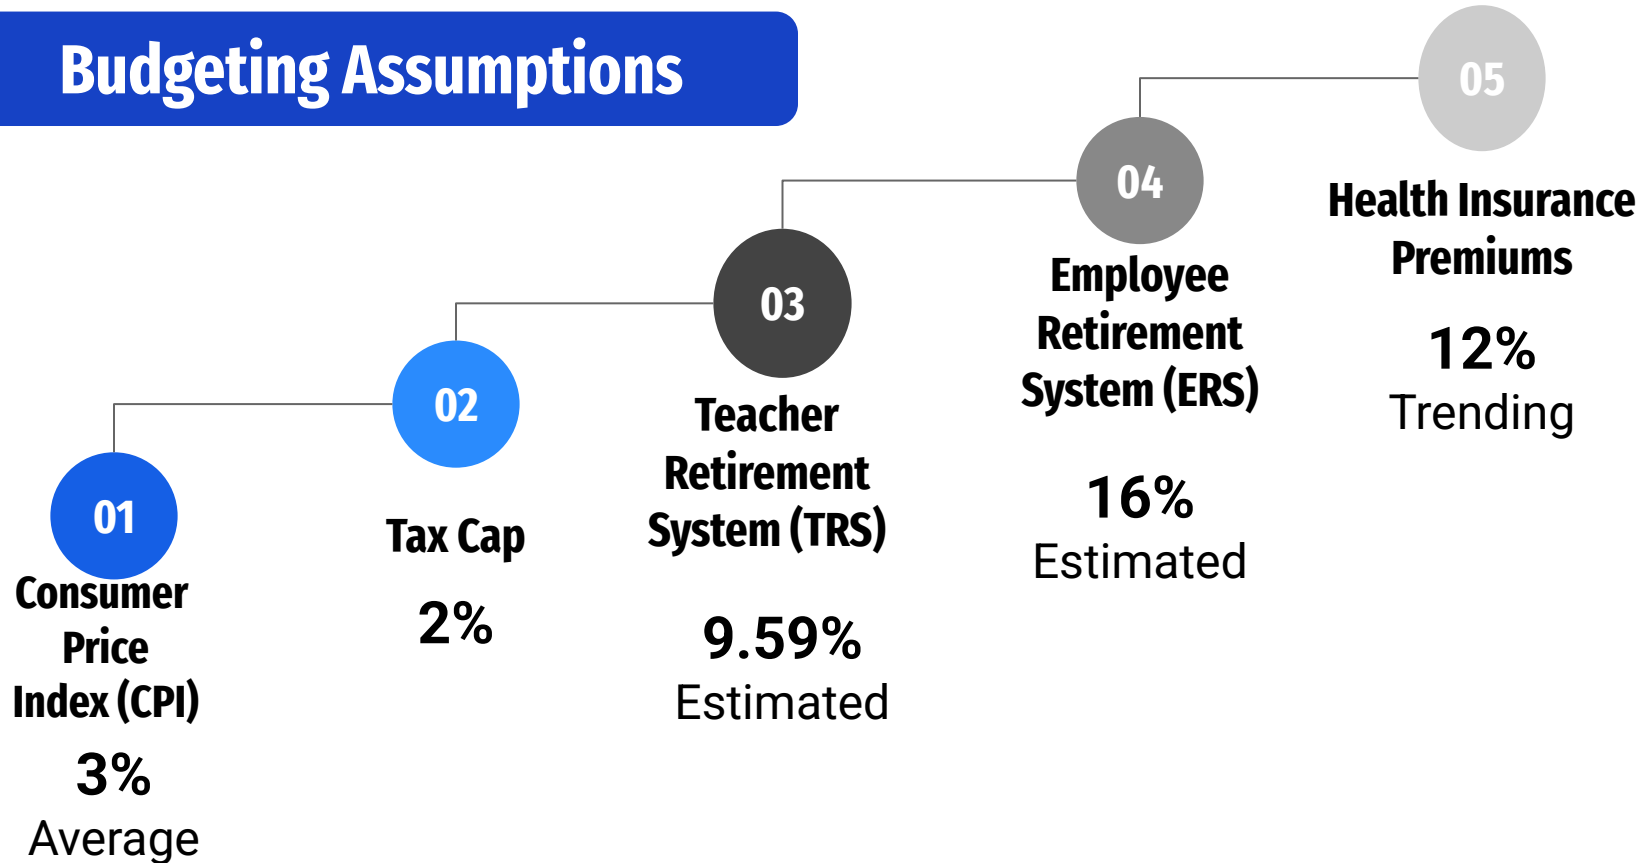 Budgeting Assumptions
01
Consumer
Price
Index (CPI)
3%
Average
02
Tax Cap
2%
03
Teacher
Retirement
System (TRS)
9.59%
Estimated
04
Employee
Retirement
System (ERS)
16%
Estimated
05
Health Insurance
Premiums
12%
Trending